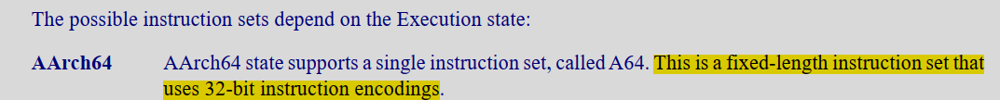 The possible instruction sets depend on the Execution state:
AArch64 AArch64 state supports a single instruction set, called A64. This is a fixed-length instruction set that
uses 32-bit instruction encodings.